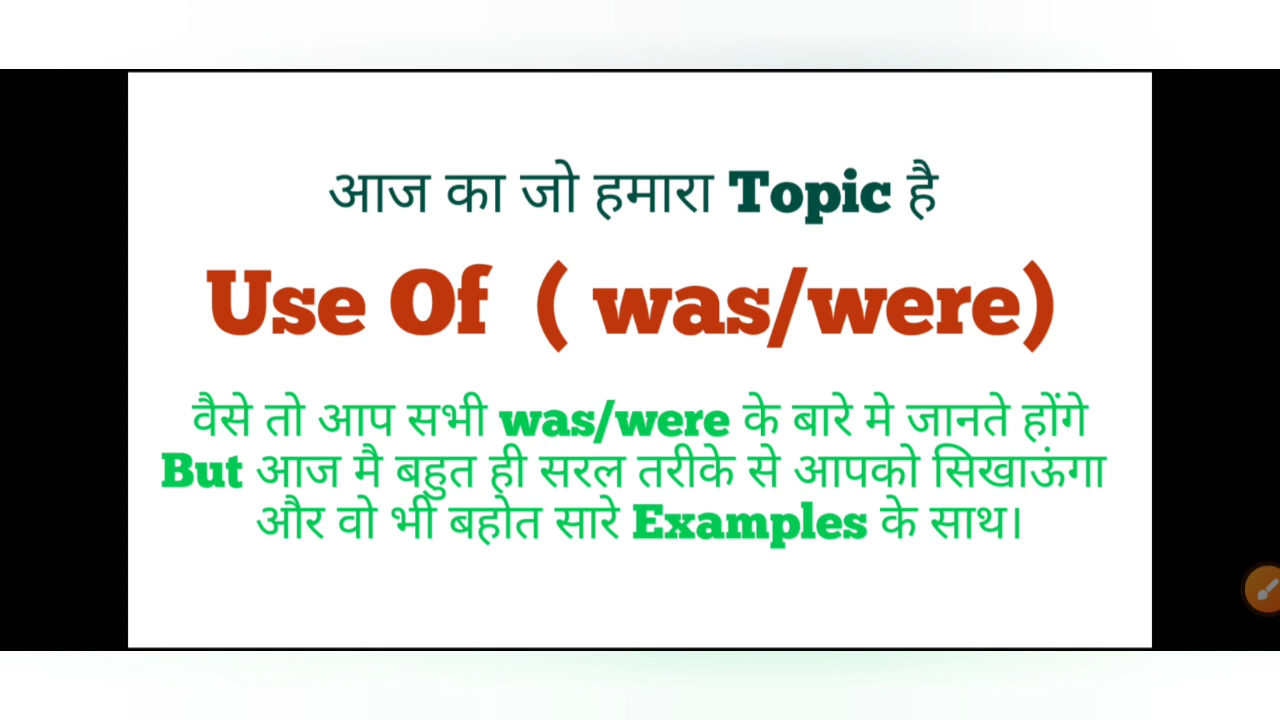 आज का जो हमारा Topic है
Use Of ( was/were)
वैसे तो आप सभी was/were के बारे मे जानते होंगे
But आज मै बहुत ही सरल तरीके से आपको सिखाऊंगा
और वो भी बहोत सारे Examples के साथ।